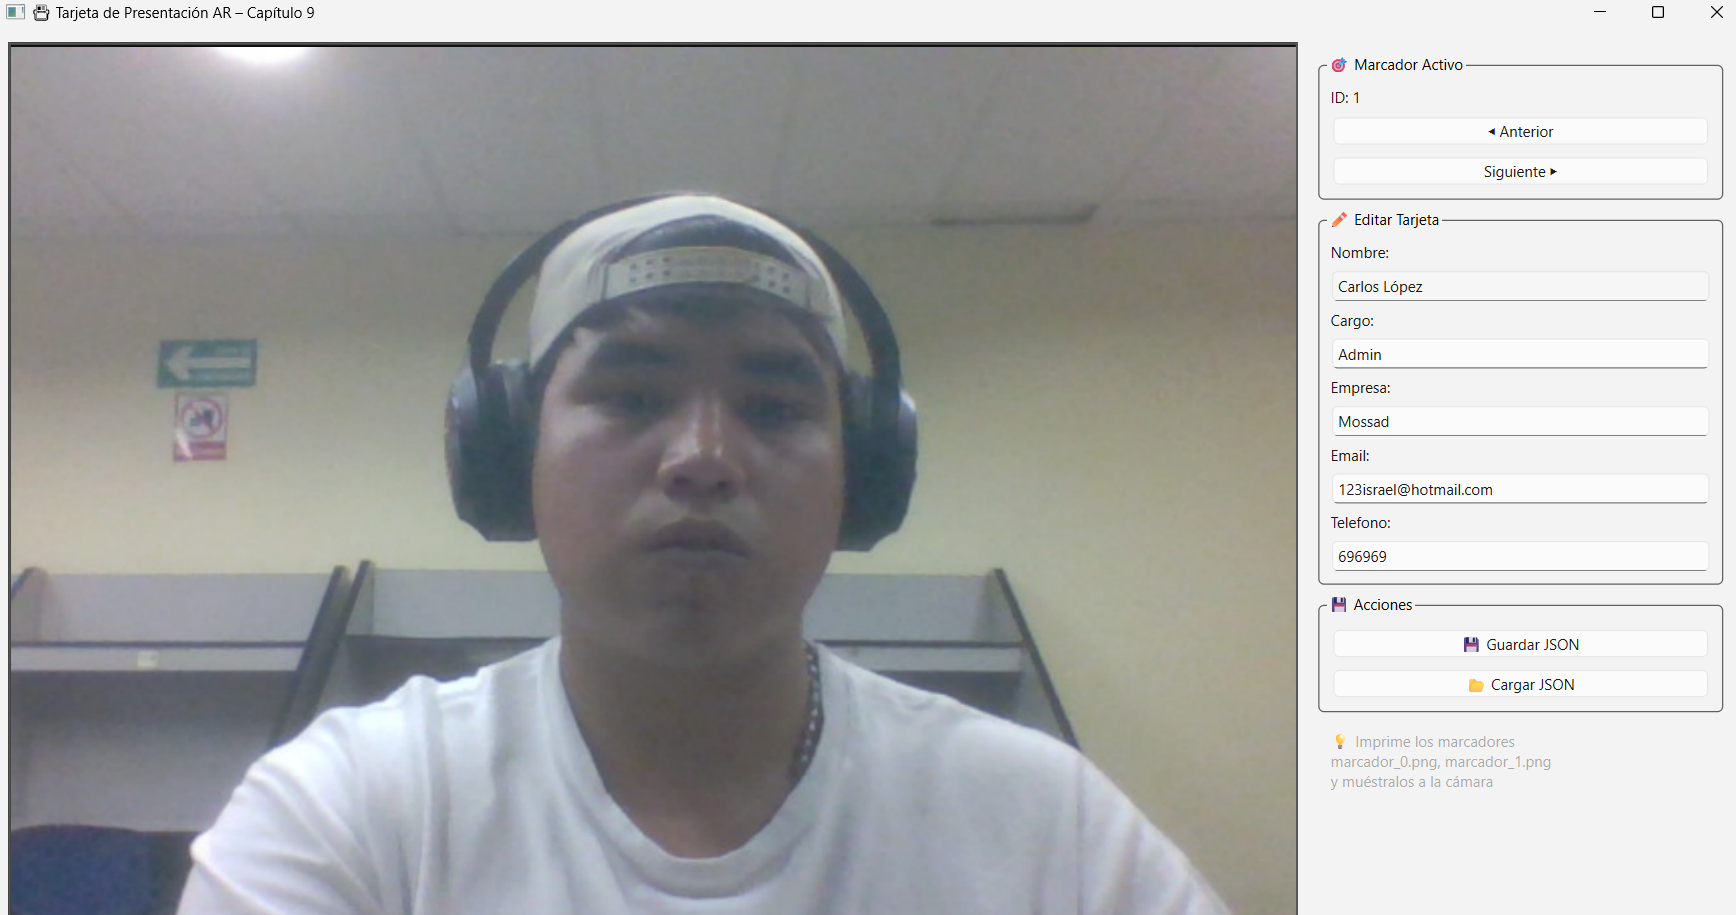 Tarjeta de Presentación AR – Capítulo 9
Marcador Activo
ID: 1
Anterior
Siguiente
Editar Tarjeta
Nombre:
Carlos López
Cargo:
Admin
Empresa:
Mossad
Email:
123israel@hotmail.com
Telefono:
696969
Acciones
Guardar JSON
Cargar JSON
Imprime los marcadores
marcador_0.png, marcador_1.png
y muéstralos a la cámara